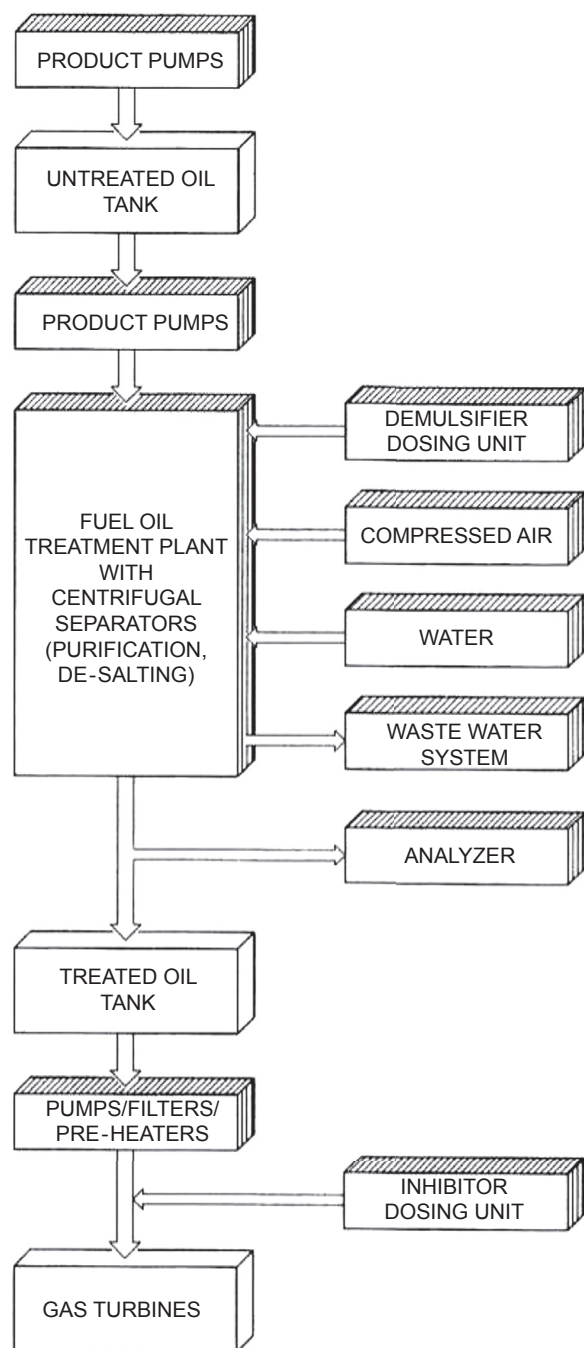 PRODUCT PUMPS
UNTREATED OIL
TANK
PRODUCT PUMPS
FUEL OIL
TREATMENT PLANT
WITH
CENTRIFUGAL
SEPARATORS
(PURIFICATION,
DE-SALTING)
DEMULSIFIER
DOSING UNIT
COMPRESSED AIR
WATER
WASTE WATER
SYSTEM
ANALYZER
TREATED OIL
TANK
PUMPS/FILTERS/
PRE-HEATERS
INHIBITOR
DOSING UNIT
GAS TURBINES